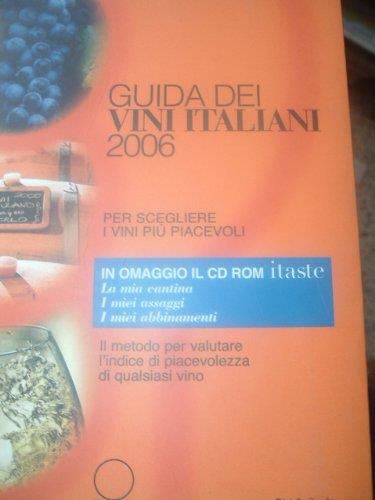 GUIDA DEI
VINI ITALIANI
2006
PER SCEGLIERE
I VINI PIÙ PIACEVOLI
IN OMAGGIO IL CD ROM itaste
La mia cantina
I miei assaggi
I miei abbinamenti
Il metodo per valutare
l'indice di piacevolezza
di qualsiasi vino